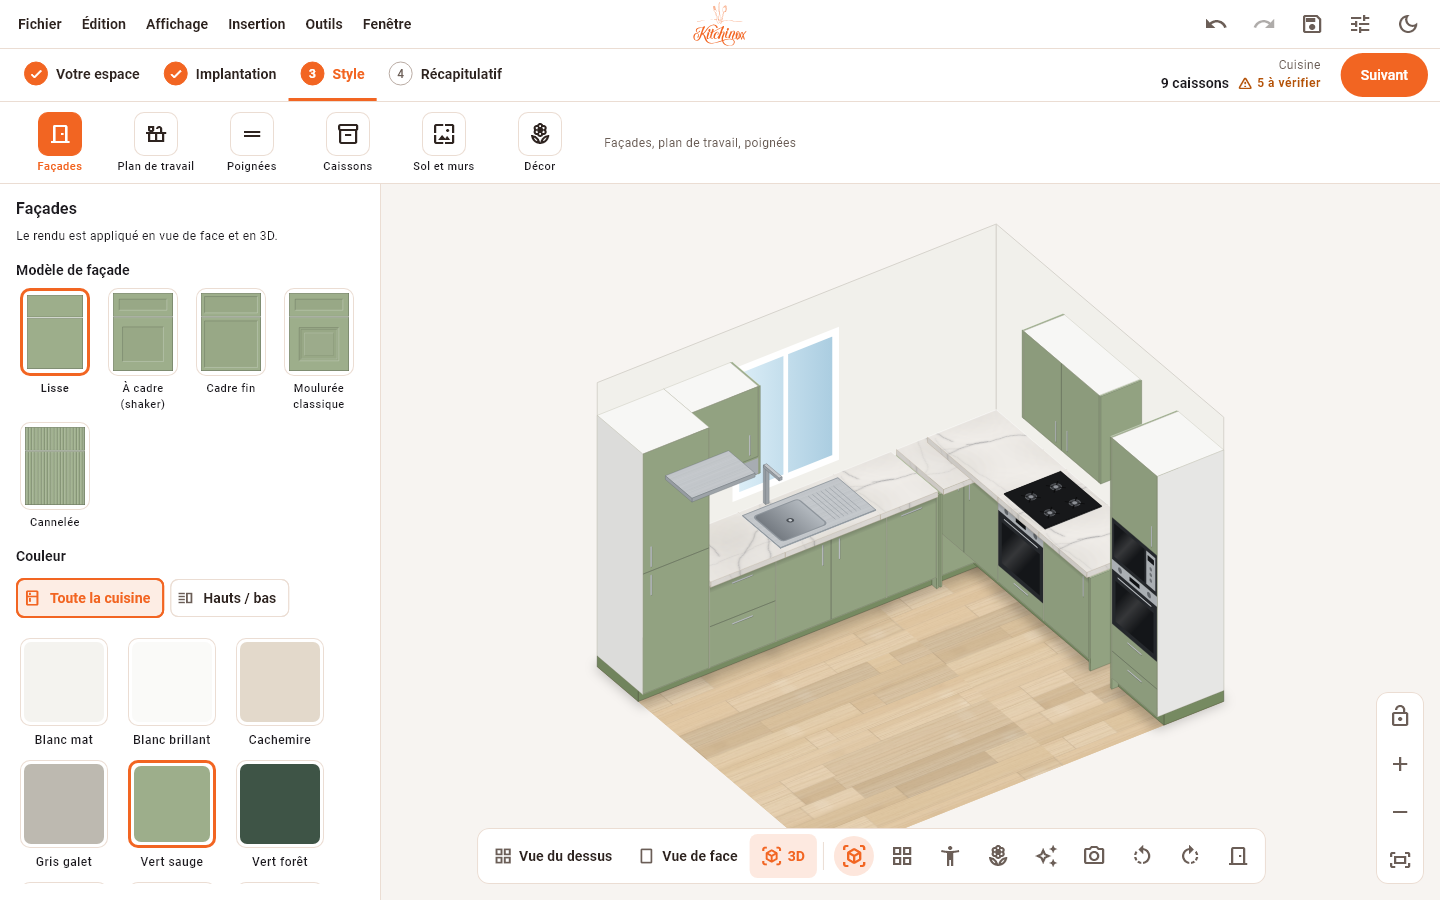 Fichier Édition Affichage Insertion Outils Fenêtre
Kitchinox
Votre espace Implantation 3 Style 4 Récapitulatif
Cuisine
9 caissons 5 à vérifier
Suivant
Façades Plan de travail Poignées Caissons Sol et murs Décor
Façades, plan de travail, poignées
Façades
Le rendu est appliqué en vue de face et en 3D.
Modèle de façade
Lisse À cadre (shaker) Cadre fin Moulurée classique
Cannelée
Couleur
Toute la cuisine Hauts / bas
Blanc mat Blanc brillant Cachemire
Gris galet Vert sauge Vert forêt
Vue du dessus Vue de face 3D